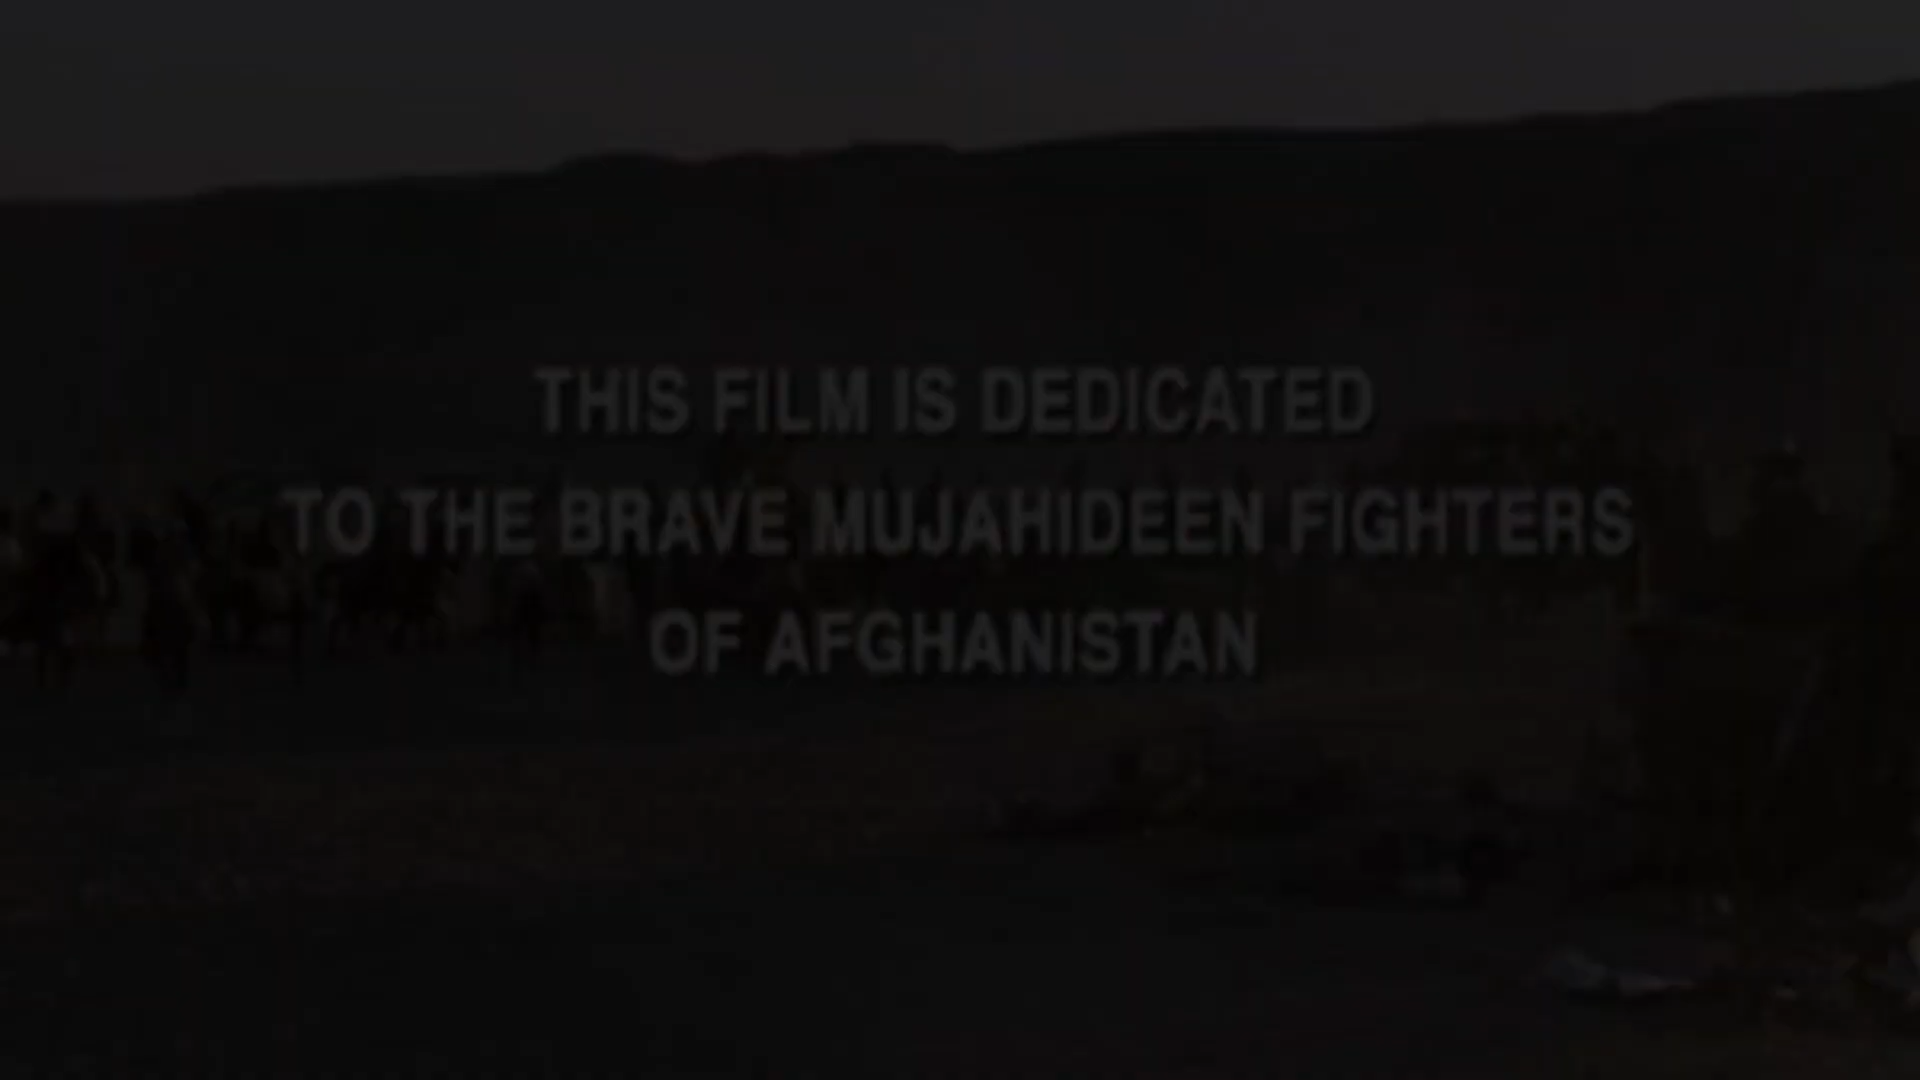 THIS FILM IS DEDICATED
TO THE BRAVE MUJAHIDEEN FIGHTERS
OF AFGHANISTAN